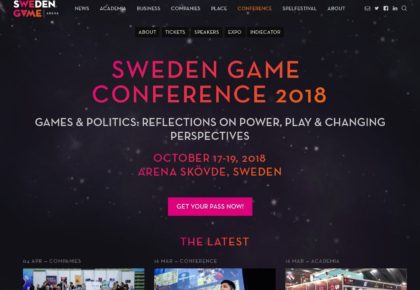 SWEDEN
GAME ARENA
NEWS ACADEMIA BUSINESS COMPANIES PLACE CONFERENCE SPELFESTIVAL ABOUT
ABOUT TICKETS SPEAKERS EXPO INDIECATOR
SWEDEN GAME
CONFERENCE 2018
GAMES & POLITICS: REFLECTIONS ON POWER, PLAY & CHANGING
PERSPECTIVES
OCTOBER 17-19, 2018
ARENA SKÖVDE, SWEDEN
GET YOUR PASS NOW!
THE LATEST
04 APR — COMPANIES 16 MAR — CONFERENCE 16 MAR — ACADEMIA